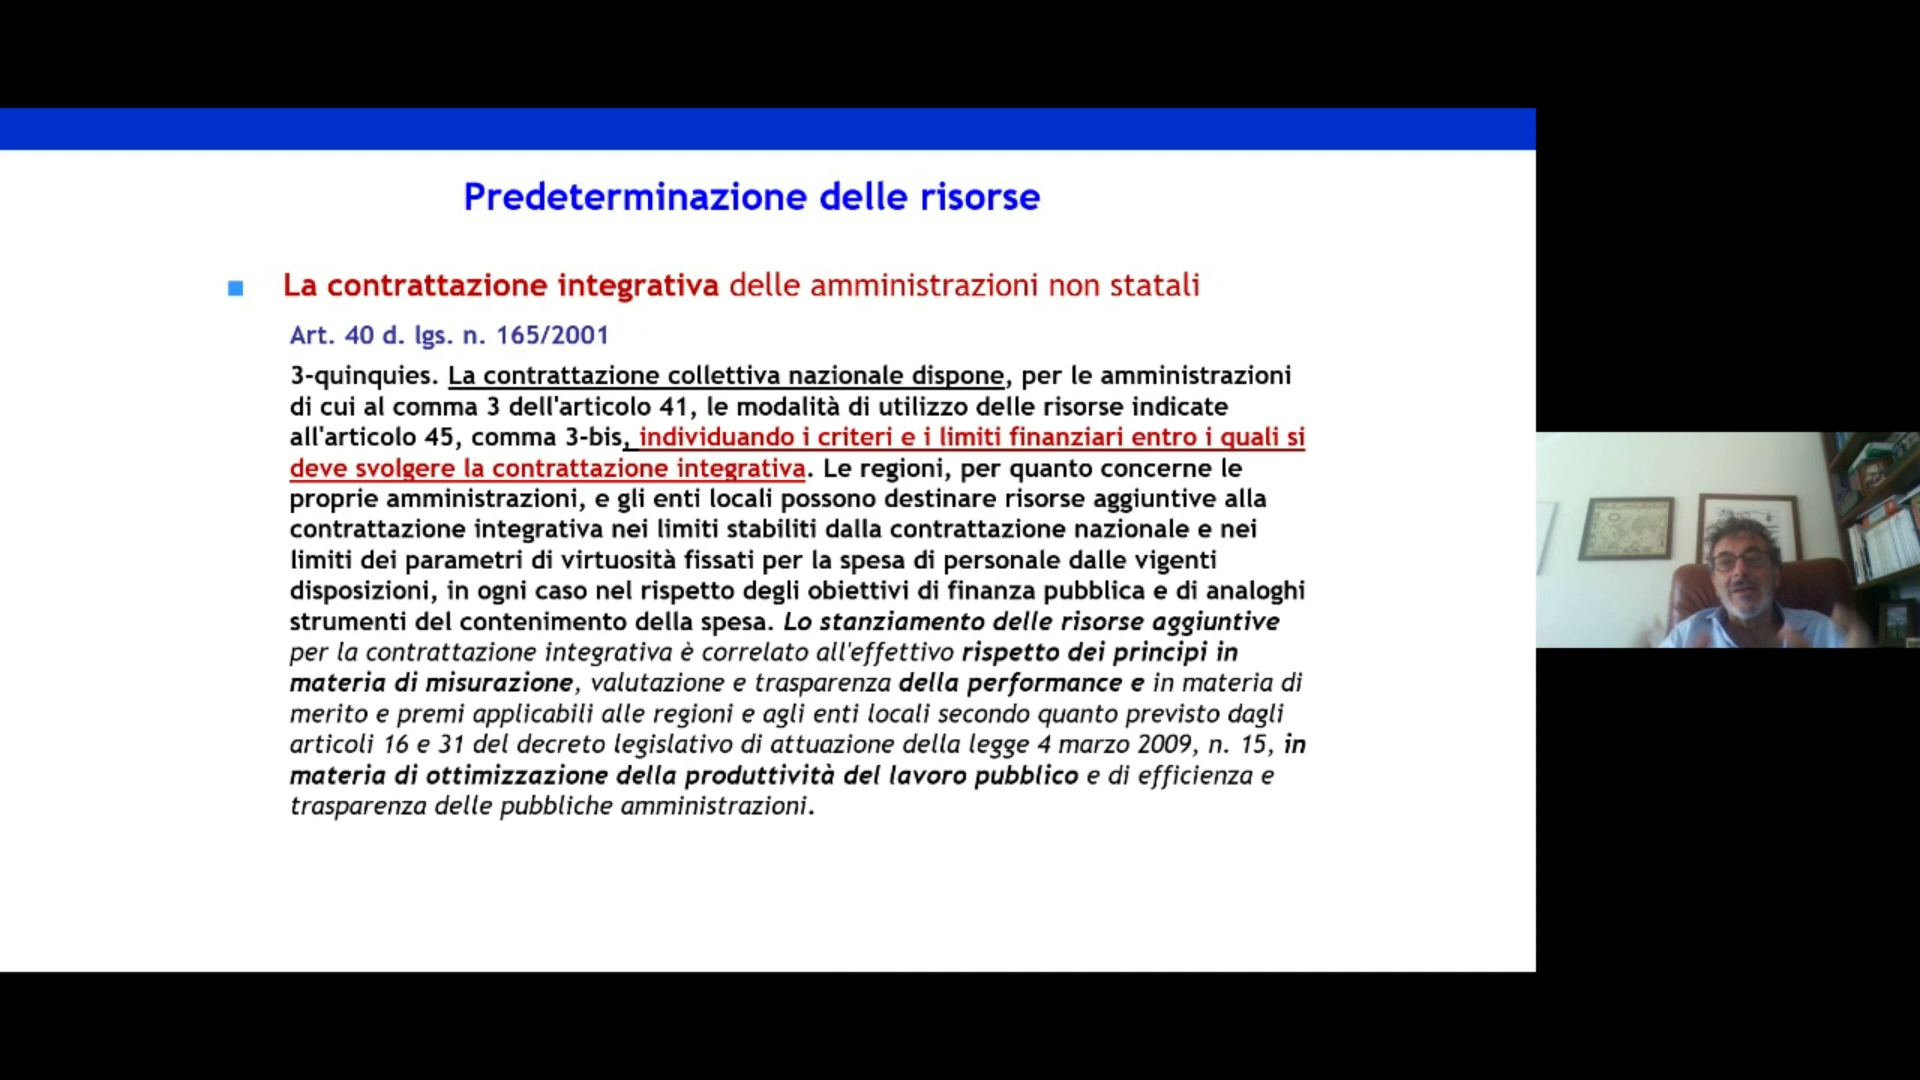 Predeterminazione delle risorse
La contrattazione integrativa delle amministrazioni non statali
Art. 40 d. lgs. n. 165/2001
3-quinquies. La contrattazione collettiva nazionale dispone, per le amministrazioni
di cui al comma 3 dell'articolo 41, le modalità di utilizzo delle risorse indicate
all'articolo 45, comma 3-bis, individuando i criteri e i limiti finanziari entro i quali si
deve svolgere la contrattazione integrativa. Le regioni, per quanto concerne le
proprie amministrazioni, e gli enti locali possono destinare risorse aggiuntive alla
contrattazione integrativa nei limiti stabiliti dalla contrattazione nazionale e nei
limiti dei parametri di virtuosità fissati per la spesa di personale dalle vigenti
disposizioni, in ogni caso nel rispetto degli obiettivi di finanza pubblica e di analoghi
strumenti del contenimento della spesa. Lo stanziamento delle risorse aggiuntive
per la contrattazione integrativa è correlato all'effettivo rispetto dei principi in
materia di misurazione, valutazione e trasparenza della performance e in materia di
merito e premi applicabili alle regioni e agli enti locali secondo quanto previsto dagli
articoli 16 e 31 del decreto legislativo di attuazione della legge 4 marzo 2009, n. 15, in
materia di ottimizzazione della produttività del lavoro pubblico e di efficienza e
trasparenza delle pubbliche amministrazioni.